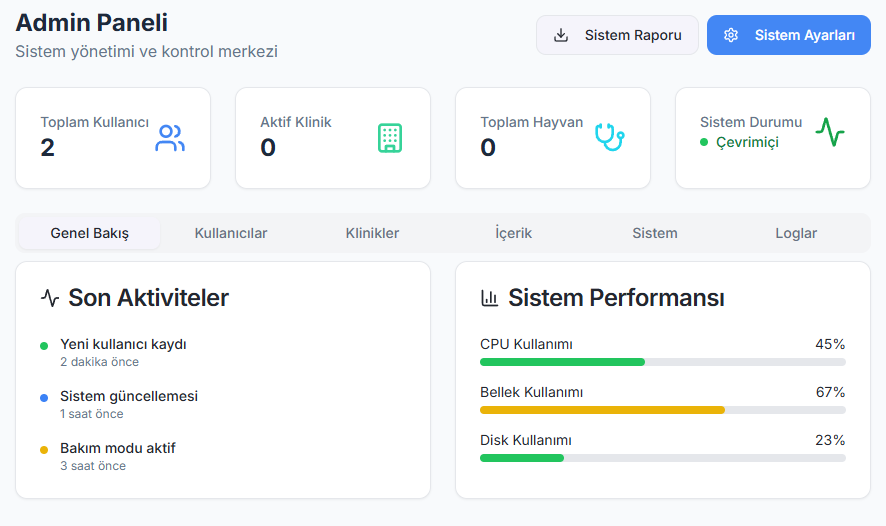 Admin Paneli
Sistem yönetimi ve kontrol merkezi
Sistem Raporu
Sistem Ayarları
Toplam Kullanıcı
2
Aktif Klinik
0
Toplam Hayvan
0
Sistem Durumu
Çevrimiçi
Genel Bakış
Kullanıcılar
Klinikler
İçerik
Sistem
Loglar
Son Aktiviteler
Yeni kullanıcı kaydı
2 dakika önce
Sistem güncellemesi
1 saat önce
Bakım modu aktif
3 saat önce
Sistem Performansı
CPU Kullanımı 45%
Bellek Kullanımı 67%
Disk Kullanımı 23%